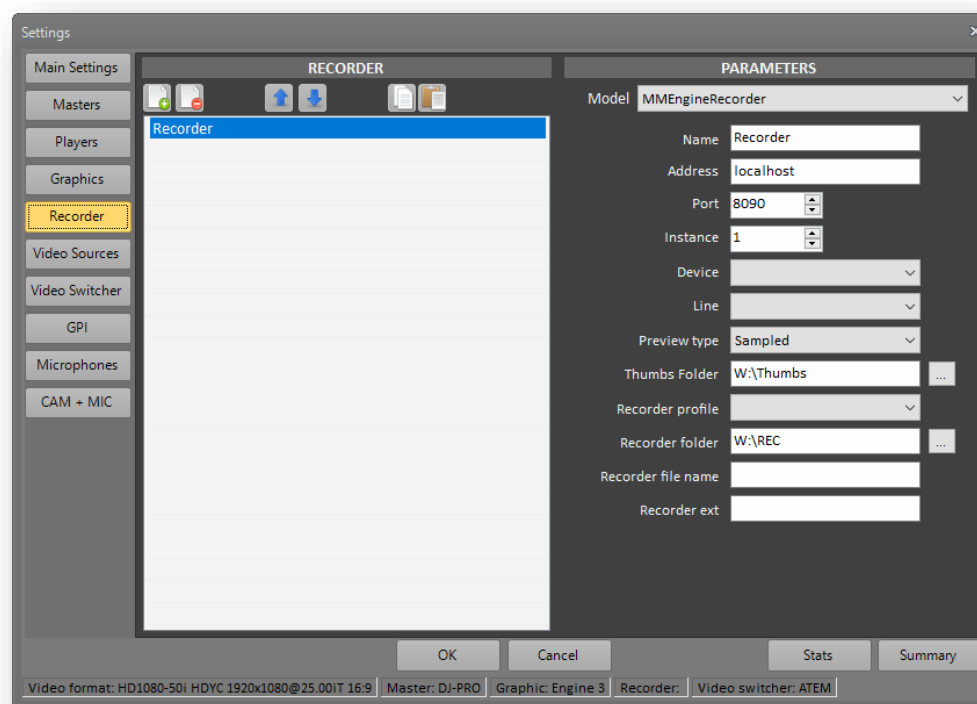 Settings
Main Settings
Masters
Players
Graphics
Recorder
Video Sources
Video Switcher
GPI
Microphones
CAM + MIC
RECORDER
Recorder
PARAMETERS
Model MMEngineRecorder
Name Recorder
Address localhost
Port 8090
Instance 1
Device
Line
Preview type Sampled
Thumbs Folder W:\Thumbs ...
Recorder profile
Recorder folder W:\REC ...
Recorder file name
Recorder ext
OK Cancel Stats Summary
Video format: HD1080-50i HDYC 1920x1080@25.00iT 16:9 Master: DJ-PRO Graphic: Engine 3 Recorder: Video switcher: ATEM